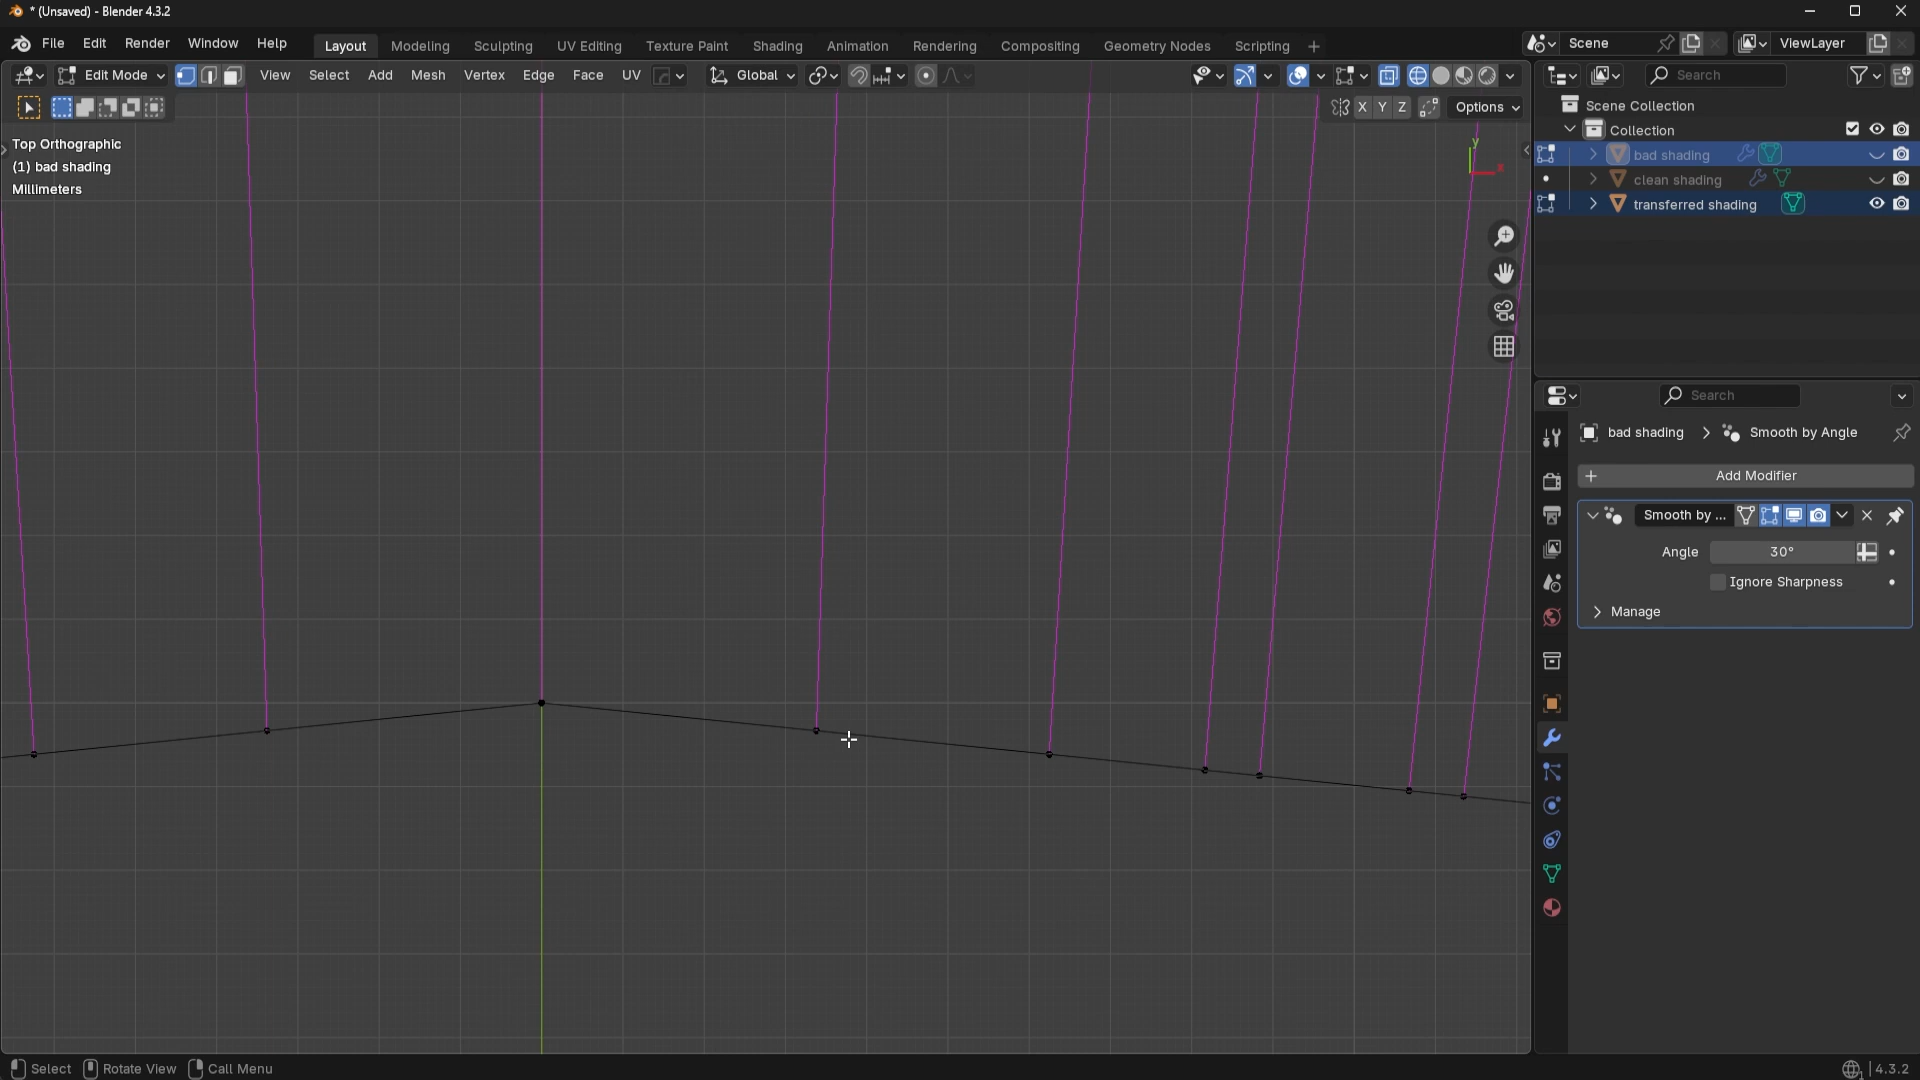 * (Unsaved) - Blender 4.3.2
File Edit Render Window Help Layout Modeling Sculpting UV Editing Texture Paint Shading Animation Rendering Compositing Geometry Nodes Scripting + Scene ViewLayer
Edit Mode View Select Add Mesh Vertex Edge Face UV Global Search
X Y Z Options
Scene Collection
Collection
bad shading
clean shading
transferred shading
Top Orthographic
(1) bad shading
Millimeters
y
x
Search
bad shading > Smooth by Angle
+ Add Modifier
Smooth by ...
Angle 30°
Ignore Sharpness
Manage
Select Rotate View Call Menu 4.3.2